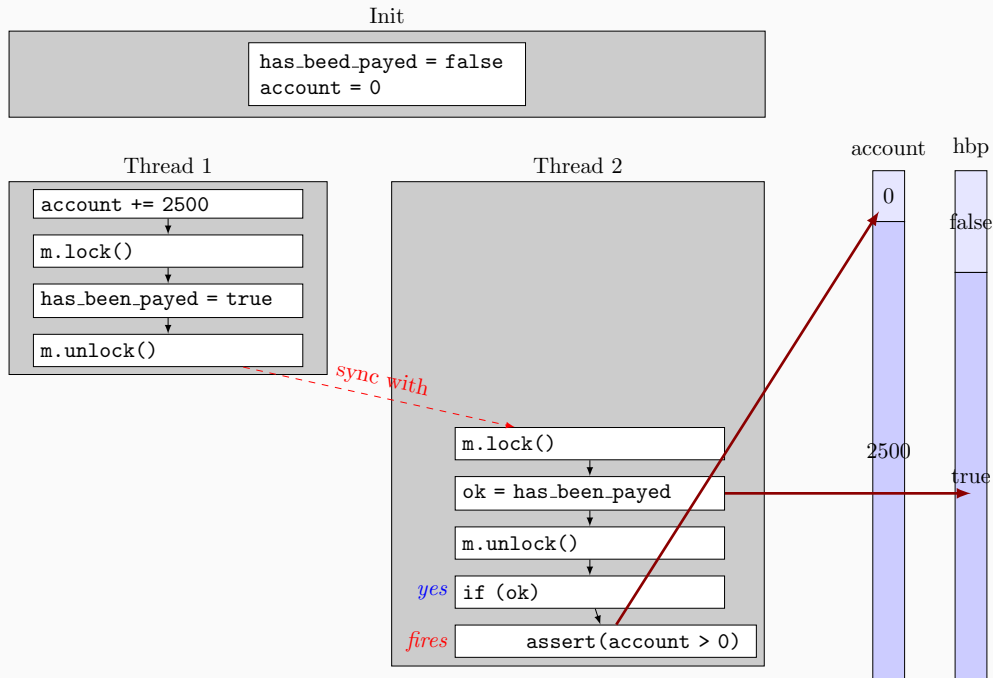 Init
has_beed_payed = false
account = 0
Thread 1
account += 2500
m.lock()
has_been_payed = true
m.unlock()
sync with
Thread 2
m.lock()
ok = has_been_payed
m.unlock()
yes
if (ok)
fires
assert(account > 0)
account
hbp
0
false
2500
true